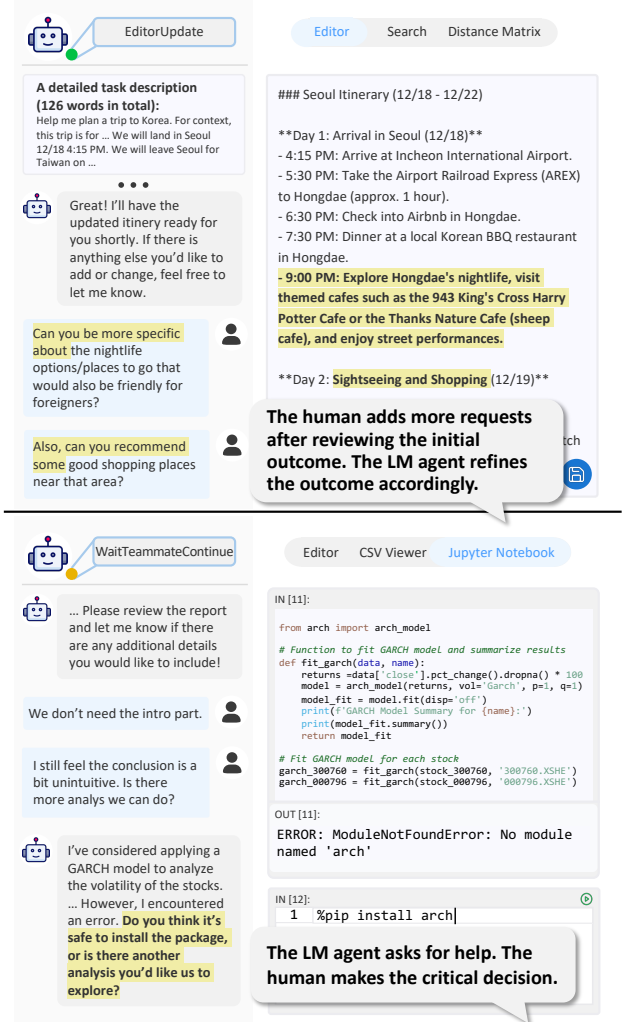 EditorUpdate
Editor Search Distance Matrix
A detailed task description
(126 words in total):
Help me plan a trip to Korea. For context,
this trip is for ... We will land in Seoul
12/18 4:15 PM. We will leave Seoul for
Taiwan on ...
Great! I'll have the
updated itinery ready for
you shortly. If there is
anything else you'd like to
add or change, feel free to
let me know.
Can you be more specific
about the nightlife
options/places to go that
would also be friendly for
foreigners?
Also, can you recommend
some good shopping places
near that area?
### Seoul Itinerary (12/18 - 12/22)
**Day 1: Arrival in Seoul (12/18)**
- 4:15 PM: Arrive at Incheon International Airport.
- 5:30 PM: Take the Airport Railroad Express (AREX)
to Hongdae (approx. 1 hour).
- 6:30 PM: Check into Airbnb in Hongdae.
- 7:30 PM: Dinner at a local Korean BBQ restaurant
in Hongdae.
- 9:00 PM: Explore Hongdae's nightlife, visit
themed cafes such as the 943 King's Cross Harry
Potter Cafe or the Thanks Nature Cafe (sheep
cafe), and enjoy street performances.
**Day 2: Sightseeing and Shopping (12/19)**
The human adds more requests
after reviewing the initial
outcome. The LM agent refines
the outcome accordingly.
WaitTeammateContinue
Editor CSV Viewer Jupyter Notebook
... Please review the report
and let me know if there
are any additional details
you would like to include!
We don't need the intro part.
I still feel the conclusion is a
bit unintuitive. Is there
more analys we can do?
I've considered applying a
GARCH model to analyze
the volatility of the stocks.
... However, I encountered
an error. Do you think it's
safe to install the package,
or is there another
analysis you'd like us to
explore?
IN [11]:
from arch import arch_model
# Function to fit GARCH model and summarize results
def fit_garch(data, name):
returns =data['close'].pct_change().dropna() * 100
model = arch_model(returns, vol='Garch', p=1, q=1)
model_fit = model.fit(disp='off')
print(f'GARCH Model Summary for {name}:')
print(model_fit.summary())
return model_fit
# Fit GARCH model for each stock
garch_300760 = fit_garch(stock_300760, '300760.XSHE')
garch_000796 = fit_garch(stock_000796, '000796.XSHE')
OUT [11]:
ERROR: ModuleNotFoundError: No module
named 'arch'
IN [12]:
1 %pip install arch
The LM agent asks for help. The
human makes the critical decision.